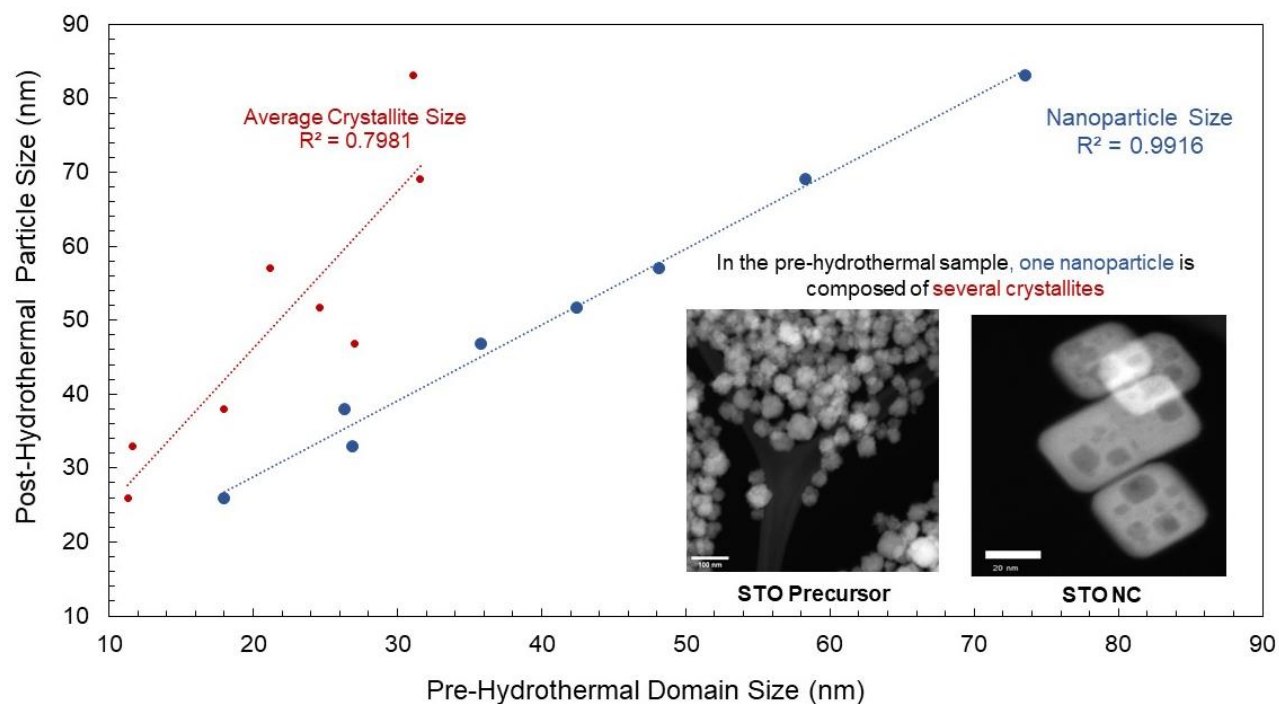 90
80
70
60
50
40
30
20
10
Post-Hydrothermal Particle Size (nm)
Average Crystallite Size
R² = 0.7981
Nanoparticle Size
R² = 0.9916
In the pre-hydrothermal sample, one nanoparticle is
composed of several crystallites
100 nm
20 nm
STO Precursor
STO NC
10 20 30 40 50 60 70 80 90
Pre-Hydrothermal Domain Size (nm)